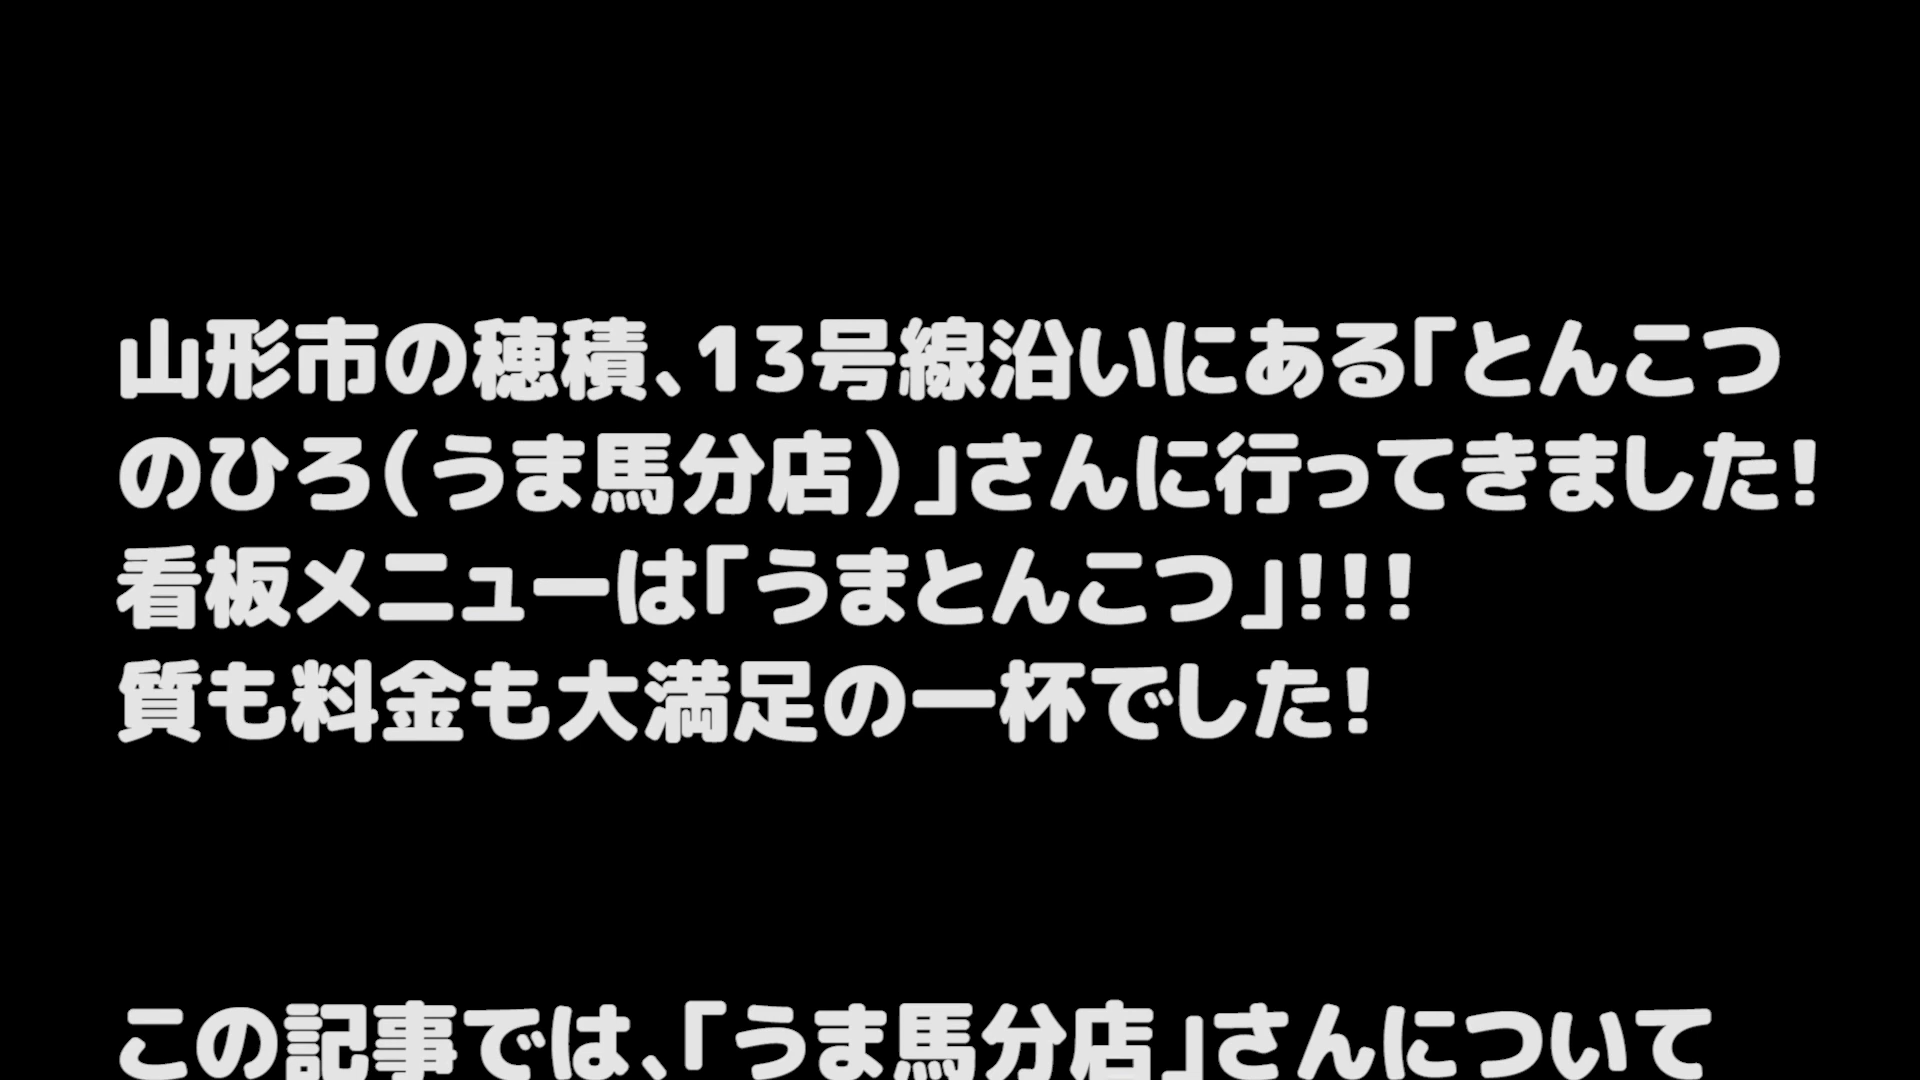 山形市の穂積、13号線沿いにある「とんこつ
のひろ(うま馬分店)」さんに行ってきました!
看板メニューは「うまとんこつ」!!!
質も料金も大満足の一杯でした!
この記事では、「うま馬分店」さんについて